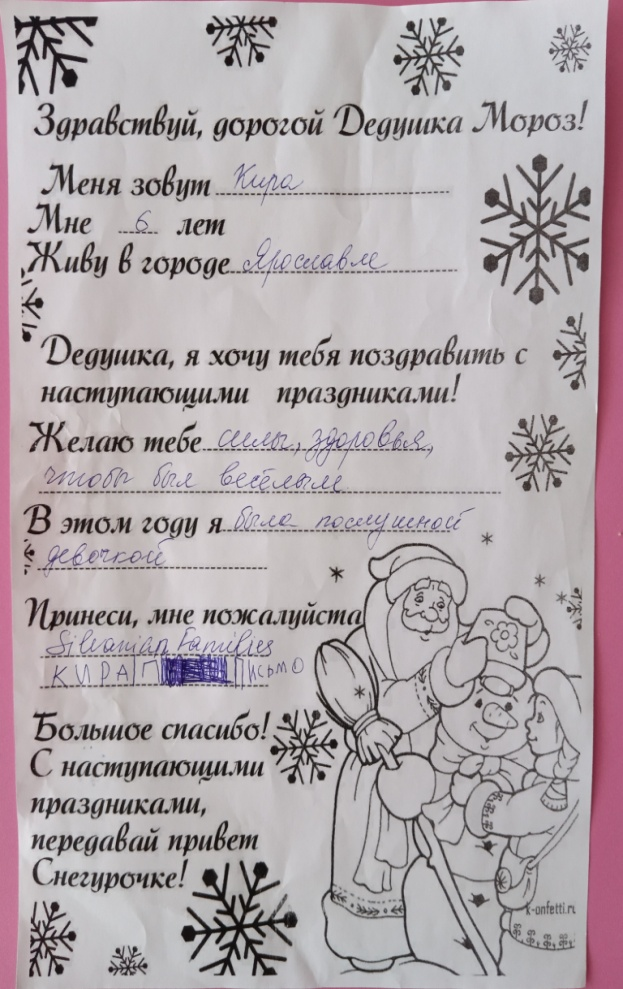 Здравствуй, дорогой Дедушка Мороз!
Меня зовут Кира
Мне 6 лет
Живу в городе Ярославле
Дедушка, я хочу тебя поздравить с
наступающими праздниками!
Желаю тебе силы, здоровья,
чтобы был весёлым
В этом году я была послушной
девочкой
Принеси, мне пожалуйста
Silvanian Families
КИРА П ПИСЬМО
Большое спасибо!
С наступающими
праздниками,
передавай привет
Снегурочке!
k-onfetti.ru